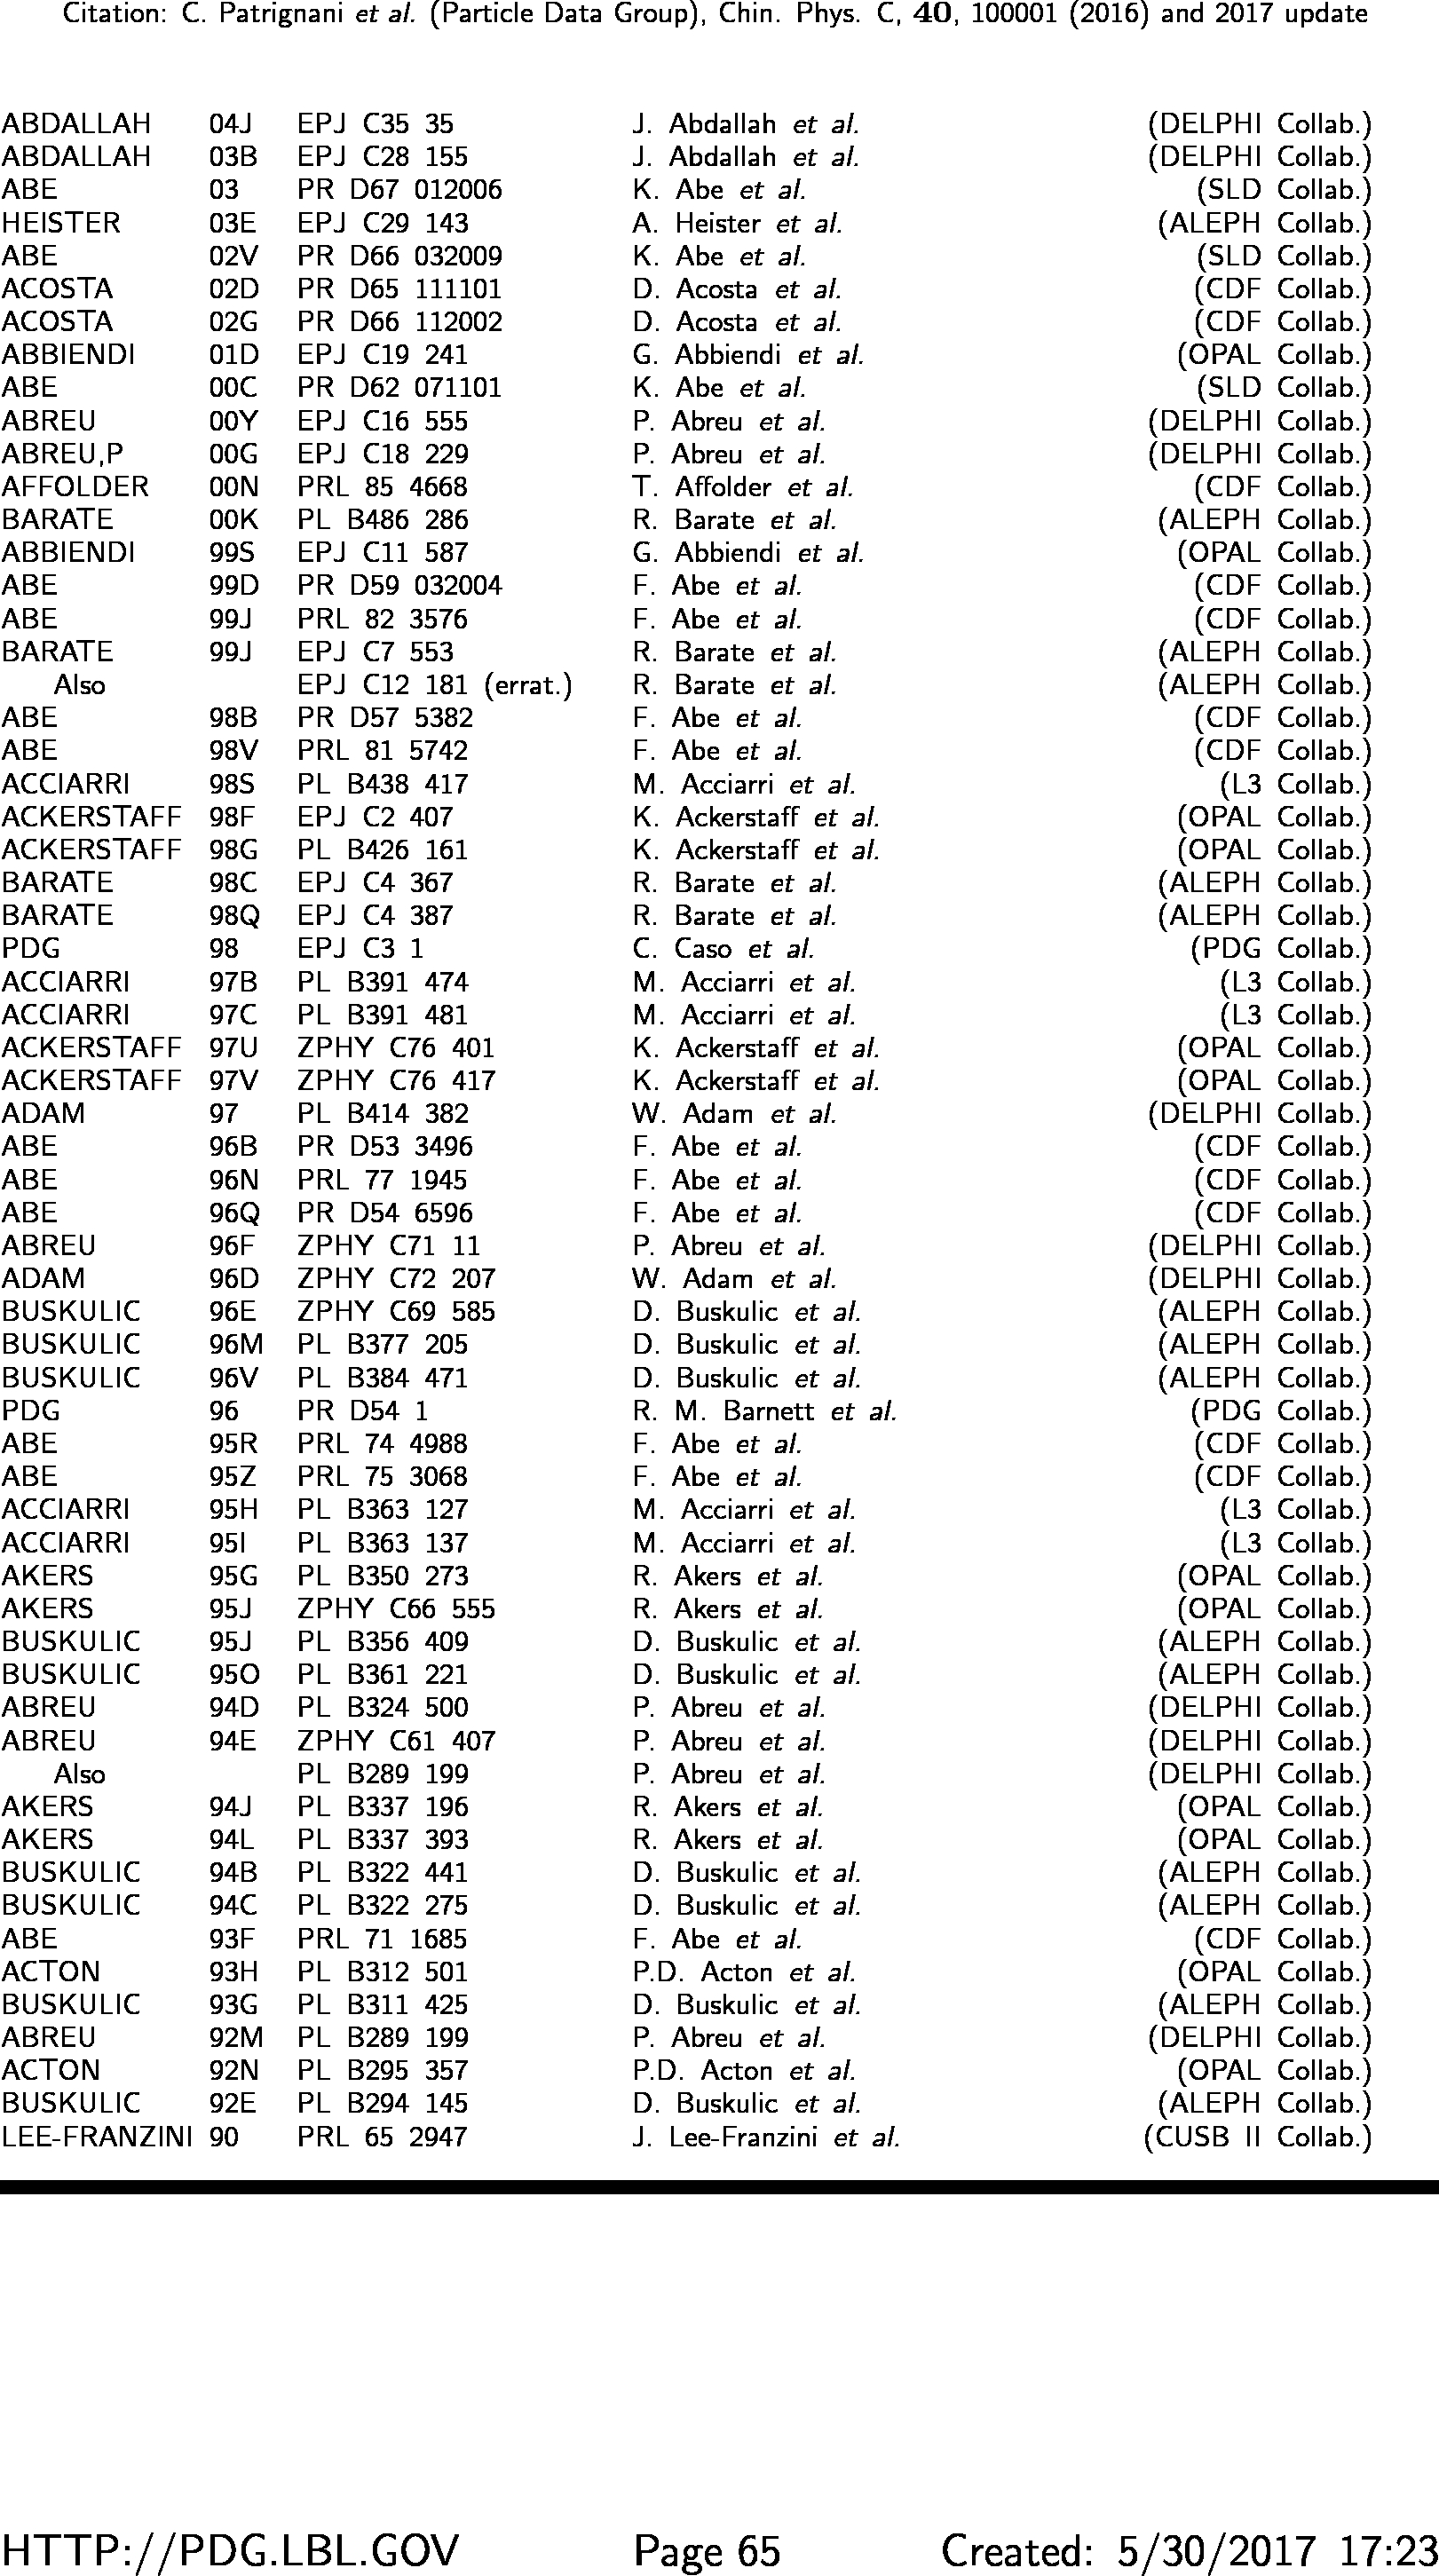 Citation: C. Patrignani et al. (Particle Data Group), Chin. Phys. C, 40, 100001 (2016) and 2017 update
ABDALLAH 04J EPJ C35 35 J. Abdallah et al. (DELPHI Collab.)
ABDALLAH 03B EPJ C28 155 J. Abdallah et al. (DELPHI Collab.)
ABE 03 PR D67 012006 K. Abe et al. (SLD Collab.)
HEISTER 03E EPJ C29 143 A. Heister et al. (ALEPH Collab.)
ABE 02V PR D66 032009 K. Abe et al. (SLD Collab.)
ACOSTA 02D PR D65 111101 D. Acosta et al. (CDF Collab.)
ACOSTA 02G PR D66 112002 D. Acosta et al. (CDF Collab.)
ABBIENDI 01D EPJ C19 241 G. Abbiendi et al. (OPAL Collab.)
ABE 00C PR D62 071101 K. Abe et al. (SLD Collab.)
ABREU 00Y EPJ C16 555 P. Abreu et al. (DELPHI Collab.)
ABREU,P 00G EPJ C18 229 P. Abreu et al. (DELPHI Collab.)
AFFOLDER 00N PRL 85 4668 T. Affolder et al. (CDF Collab.)
BARATE 00K PL B486 286 R. Barate et al. (ALEPH Collab.)
ABBIENDI 99S EPJ C11 587 G. Abbiendi et al. (OPAL Collab.)
ABE 99D PR D59 032004 F. Abe et al. (CDF Collab.)
ABE 99J PRL 82 3576 F. Abe et al. (CDF Collab.)
BARATE 99J EPJ C7 553 R. Barate et al. (ALEPH Collab.)
Also EPJ C12 181 (errat.) R. Barate et al. (ALEPH Collab.)
ABE 98B PR D57 5382 F. Abe et al. (CDF Collab.)
ABE 98V PRL 81 5742 F. Abe et al. (CDF Collab.)
ACCIARRI 98S PL B438 417 M. Acciarri et al. (L3 Collab.)
ACKERSTAFF 98F EPJ C2 407 K. Ackerstaff et al. (OPAL Collab.)
ACKERSTAFF 98G PL B426 161 K. Ackerstaff et al. (OPAL Collab.)
BARATE 98C EPJ C4 367 R. Barate et al. (ALEPH Collab.)
BARATE 98Q EPJ C4 387 R. Barate et al. (ALEPH Collab.)
PDG 98 EPJ C3 1 C. Caso et al. (PDG Collab.)
ACCIARRI 97B PL B391 474 M. Acciarri et al. (L3 Collab.)
ACCIARRI 97C PL B391 481 M. Acciarri et al. (L3 Collab.)
ACKERSTAFF 97U ZPHY C76 401 K. Ackerstaff et al. (OPAL Collab.)
ACKERSTAFF 97V ZPHY C76 417 K. Ackerstaff et al. (OPAL Collab.)
ADAM 97 PL B414 382 W. Adam et al. (DELPHI Collab.)
ABE 96B PR D53 3496 F. Abe et al. (CDF Collab.)
ABE 96N PRL 77 1945 F. Abe et al. (CDF Collab.)
ABE 96Q PR D54 6596 F. Abe et al. (CDF Collab.)
ABREU 96F ZPHY C71 11 P. Abreu et al. (DELPHI Collab.)
ADAM 96D ZPHY C72 207 W. Adam et al. (DELPHI Collab.)
BUSKULIC 96E ZPHY C69 585 D. Buskulic et al. (ALEPH Collab.)
BUSKULIC 96M PL B377 205 D. Buskulic et al. (ALEPH Collab.)
BUSKULIC 96V PL B384 471 D. Buskulic et al. (ALEPH Collab.)
PDG 96 PR D54 1 R. M. Barnett et al. (PDG Collab.)
ABE 95R PRL 74 4988 F. Abe et al. (CDF Collab.)
ABE 95Z PRL 75 3068 F. Abe et al. (CDF Collab.)
ACCIARRI 95H PL B363 127 M. Acciarri et al. (L3 Collab.)
ACCIARRI 95I PL B363 137 M. Acciarri et al. (L3 Collab.)
AKERS 95G PL B350 273 R. Akers et al. (OPAL Collab.)
AKERS 95J ZPHY C66 555 R. Akers et al. (OPAL Collab.)
BUSKULIC 95J PL B356 409 D. Buskulic et al. (ALEPH Collab.)
BUSKULIC 95O PL B361 221 D. Buskulic et al. (ALEPH Collab.)
ABREU 94D PL B324 500 P. Abreu et al. (DELPHI Collab.)
ABREU 94E ZPHY C61 407 P. Abreu et al. (DELPHI Collab.)
Also PL B289 199 P. Abreu et al. (DELPHI Collab.)
AKERS 94J PL B337 196 R. Akers et al. (OPAL Collab.)
AKERS 94L PL B337 393 R. Akers et al. (OPAL Collab.)
BUSKULIC 94B PL B322 441 D. Buskulic et al. (ALEPH Collab.)
BUSKULIC 94C PL B322 275 D. Buskulic et al. (ALEPH Collab.)
ABE 93F PRL 71 1685 F. Abe et al. (CDF Collab.)
ACTON 93H PL B312 501 P.D. Acton et al. (OPAL Collab.)
BUSKULIC 93G PL B311 425 D. Buskulic et al. (ALEPH Collab.)
ABREU 92M PL B289 199 P. Abreu et al. (DELPHI Collab.)
ACTON 92N PL B295 357 P.D. Acton et al. (OPAL Collab.)
BUSKULIC 92E PL B294 145 D. Buskulic et al. (ALEPH Collab.)
LEE-FRANZINI 90 PRL 65 2947 J. Lee-Franzini et al. (CUSB II Collab.)
HTTP://PDG.LBL.GOV Page 65 Created: 5/30/2017 17:23